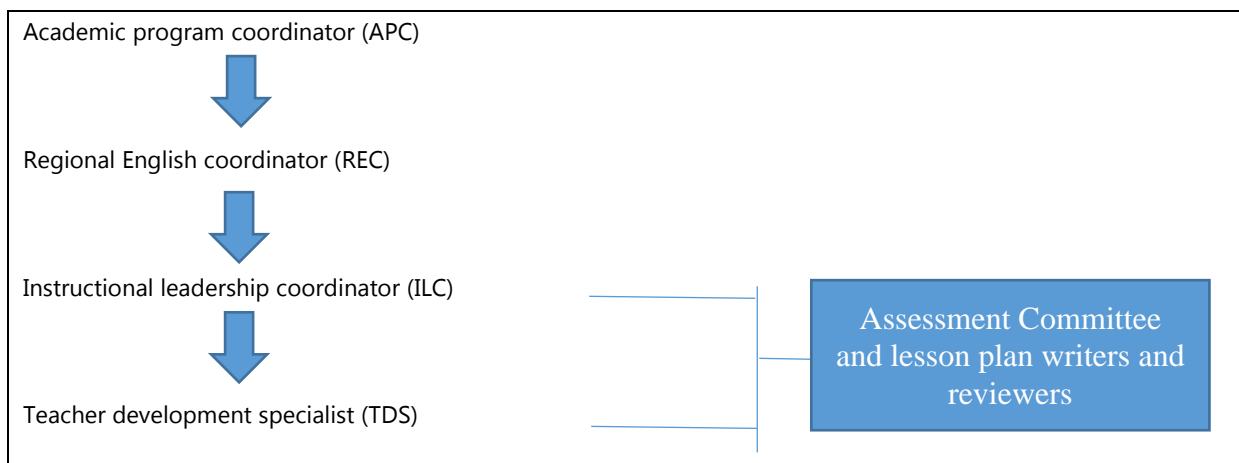 Academic program coordinator (APC)
Regional English coordinator (REC)
Instructional leadership coordinator (ILC)
Assessment Committee
and lesson plan writers and
reviewers
Teacher development specialist (TDS)